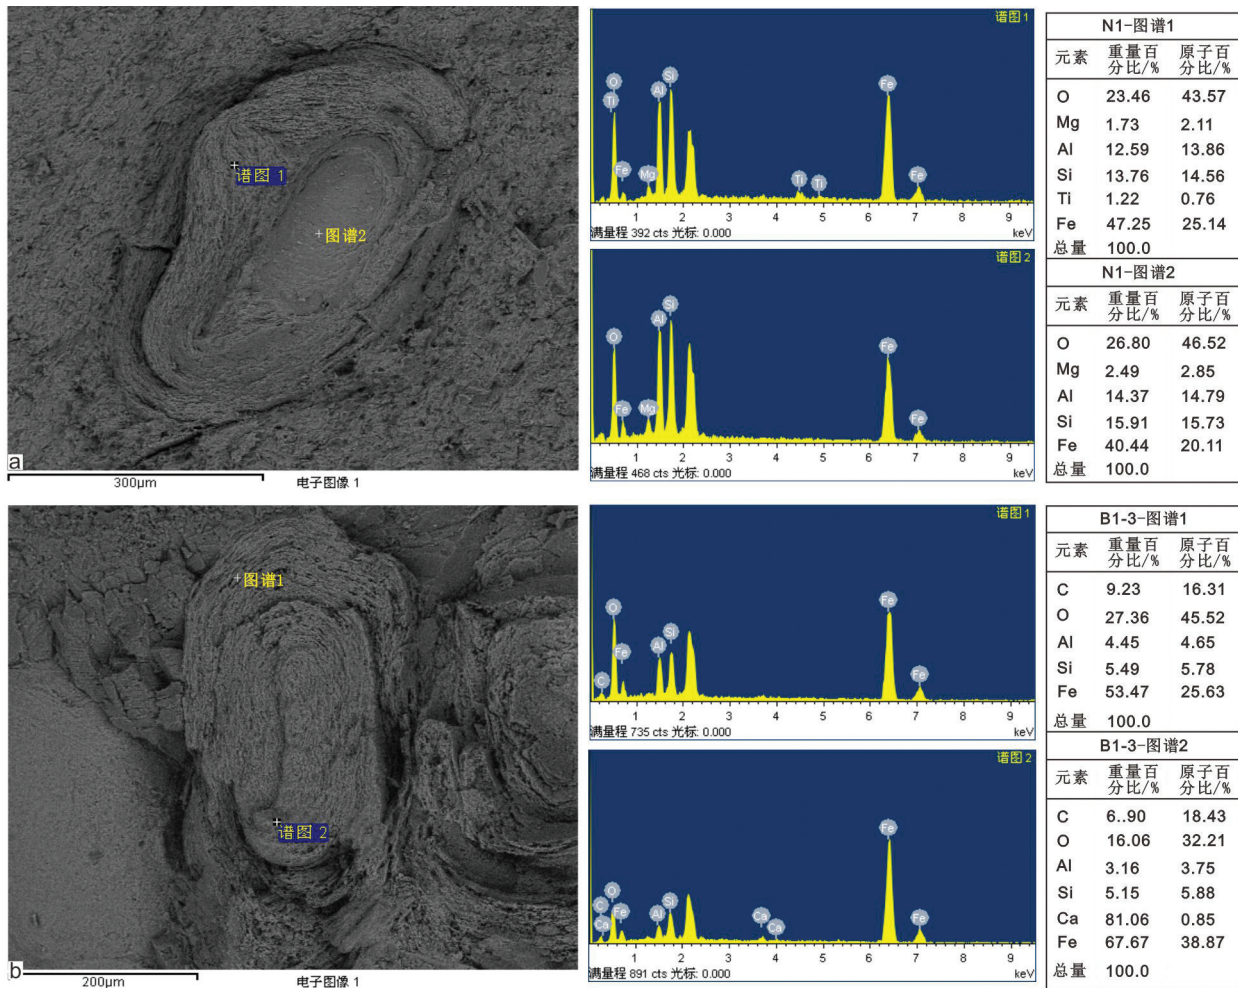 谱图 1
图谱2
a
300μm
电子图像 1
谱图 1
O
Ti
Fe
Mg
Al
Si
Ti
Ti
Fe
Fe
1 2 3 4 5 6 7 8 9
满量程 392 cts 光标: 0.000
keV
谱图 2
O
Fe
Mg
Al
Si
Fe
Fe
1 2 3 4 5 6 7 8 9
满量程 468 cts 光标: 0.000
keV
N1-图谱1
元素 重量百分比/% 原子百分比/%
O 23.46 43.57
Mg 1.73 2.11
Al 12.59 13.86
Si 13.76 14.56
Ti 1.22 0.76
Fe 47.25 25.14
总量 100.0
N1-图谱2
元素 重量百分比/% 原子百分比/%
O 26.80 46.52
Mg 2.49 2.85
Al 14.37 14.79
Si 15.91 15.73
Fe 40.44 20.11
总量 100.0
图谱1
谱图 2
b
200μm
电子图像 1
谱图 1
C
O
Fe
Al
Si
Fe
Fe
1 2 3 4 5 6 7 8 9
满量程 735 cts 光标: 0.000
keV
谱图 2
C
Ca
O
Fe
Al
Si
Ca
Ca
Fe
Fe
1 2 3 4 5 6 7 8 9
满量程 891 cts 光标: 0.000
keV
B1-3-图谱1
元素 重量百分比/% 原子百分比/%
C 9.23 16.31
O 27.36 45.52
Al 4.45 4.65
Si 5.49 5.78
Fe 53.47 25.63
总量 100.0
B1-3-图谱2
元素 重量百分比/% 原子百分比/%
C 6..90 18.43
O 16.06 32.21
Al 3.16 3.75
Si 5.15 5.88
Ca 81.06 0.85
Fe 67.67 38.87
总量 100.0